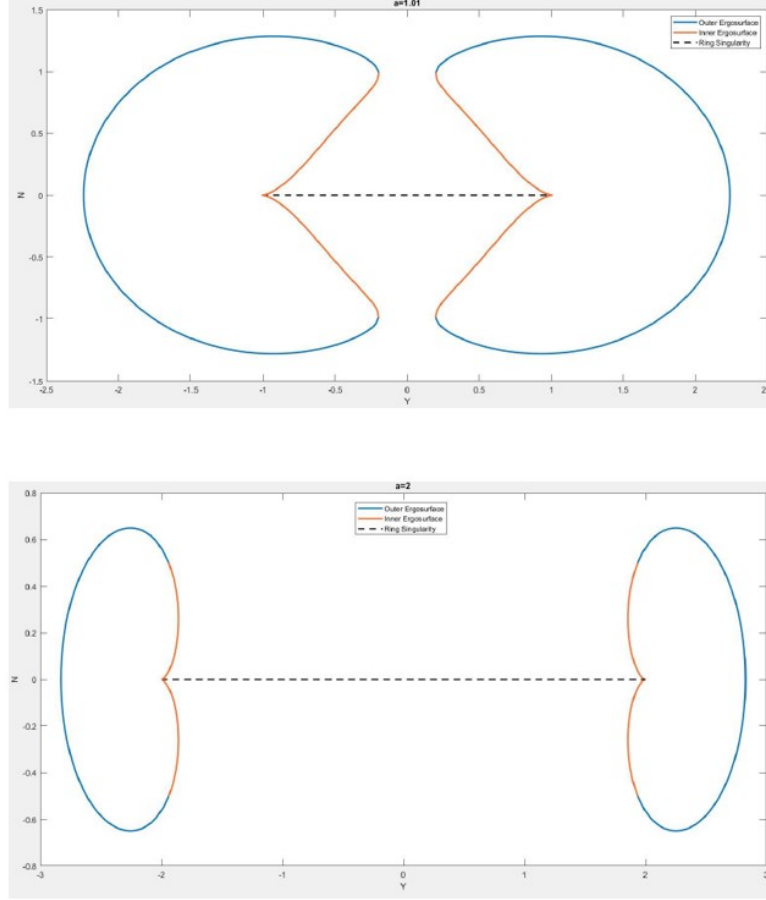 a=1.01
1.5
Outer Ergosurface
Inner Ergosurface
Ring Singularity
1
0.5
N
0
-0.5
-1
-1.5
-2.5 -2 -1.5 -1 -0.5 0 0.5 1 1.5 2
Y
a=2
0.8
Outer Ergosurface
Inner Ergosurface
Ring Singularity
0.6
0.4
0.2
N
0
-0.2
-0.4
-0.6
-0.8
-3 -2 -1 0 1 2
Y